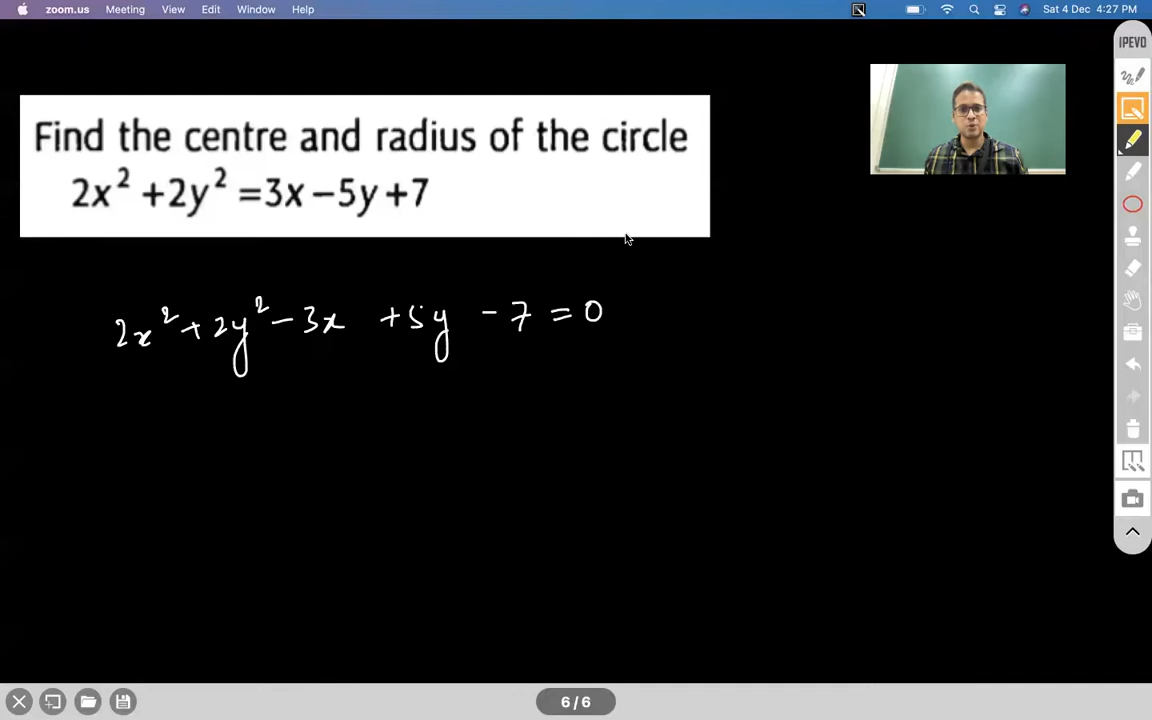 zoom.us Meeting View Edit Window Help Sat 4 Dec 4:27 PM
IPEVO
Find the centre and radius of the circle
2x² +2y² =3x−5y+7
2x² + 2y² − 3x + 5y − 7 = 0
6/6